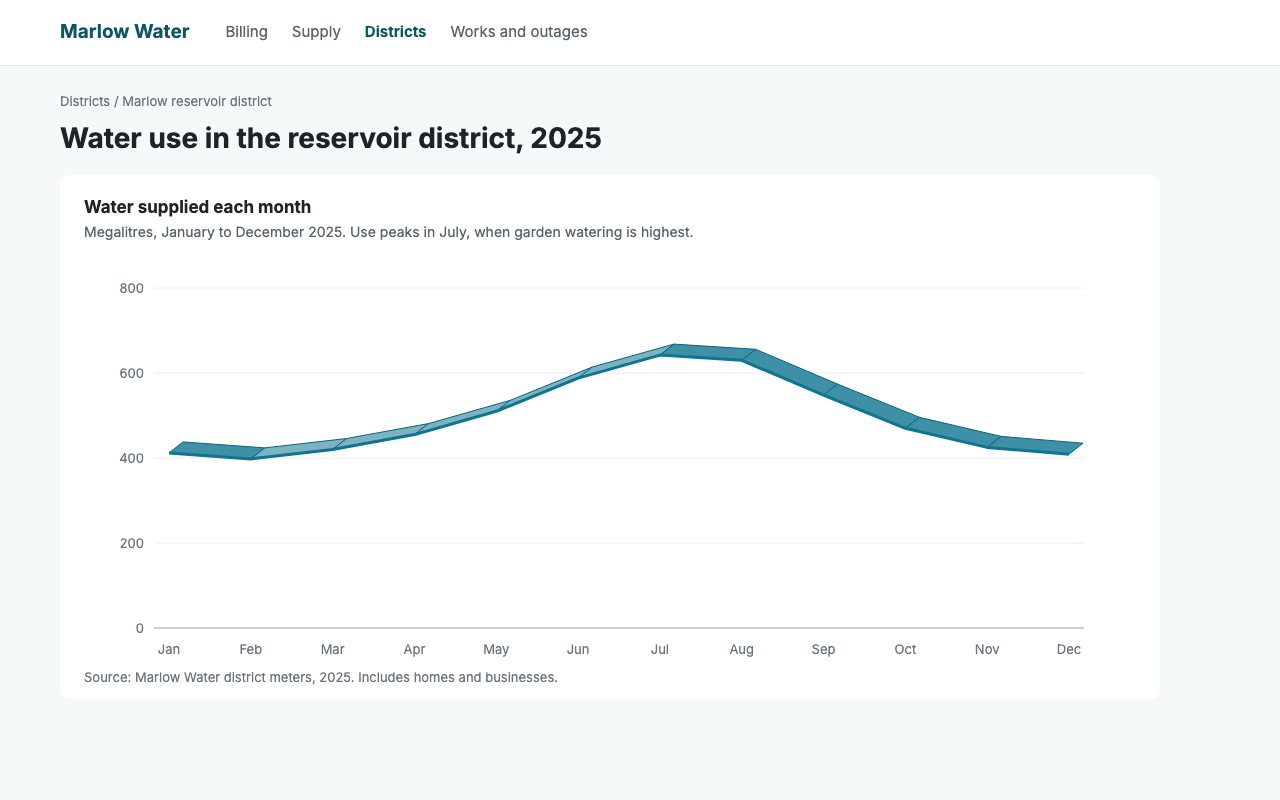 Marlow Water Billing Supply Districts Works and outages
Districts / Marlow reservoir district
Water use in the reservoir district, 2025
Water supplied each month
Megalitres, January to December 2025. Use peaks in July, when garden watering is highest.
800
600
400
200
0
Jan Feb Mar Apr May Jun Jul Aug Sep Oct Nov Dec
Source: Marlow Water district meters, 2025. Includes homes and businesses.